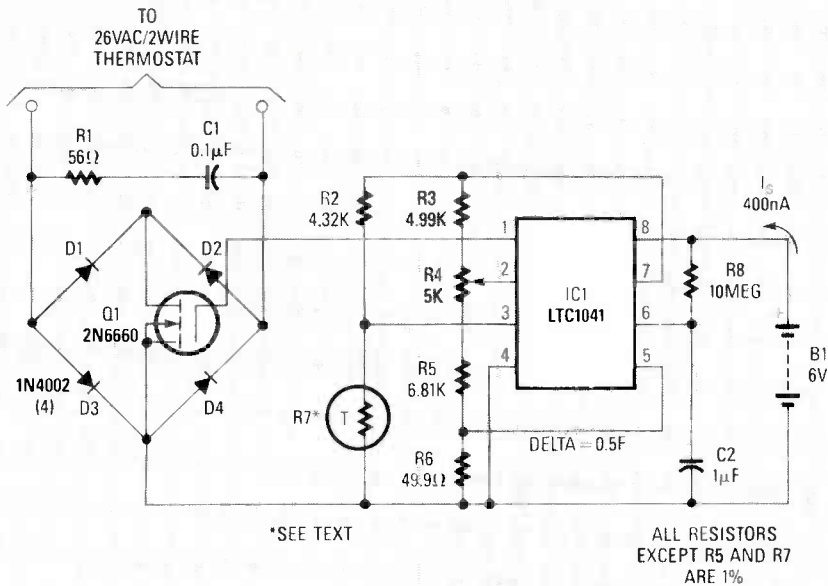 TO
26VAC/2WIRE
THERMOSTAT
R1
56Ω
C1
0.1µF
R2
4.32K
R3
4.99K
I_S
400nA
D1
D2
1
8
R4
5K
2
7
IC1
LTC1041
R8
10MEG
Q1
2N6660
3
6
1N4002
(4)
D3
D4
4
5
R5
6.81K
B1
6V
+
R7*
T
DELTA = 0.5F
R6
49.9Ω
C2
1µF
*SEE TEXT
ALL RESISTORS
EXCEPT R5 AND R7
ARE 1%